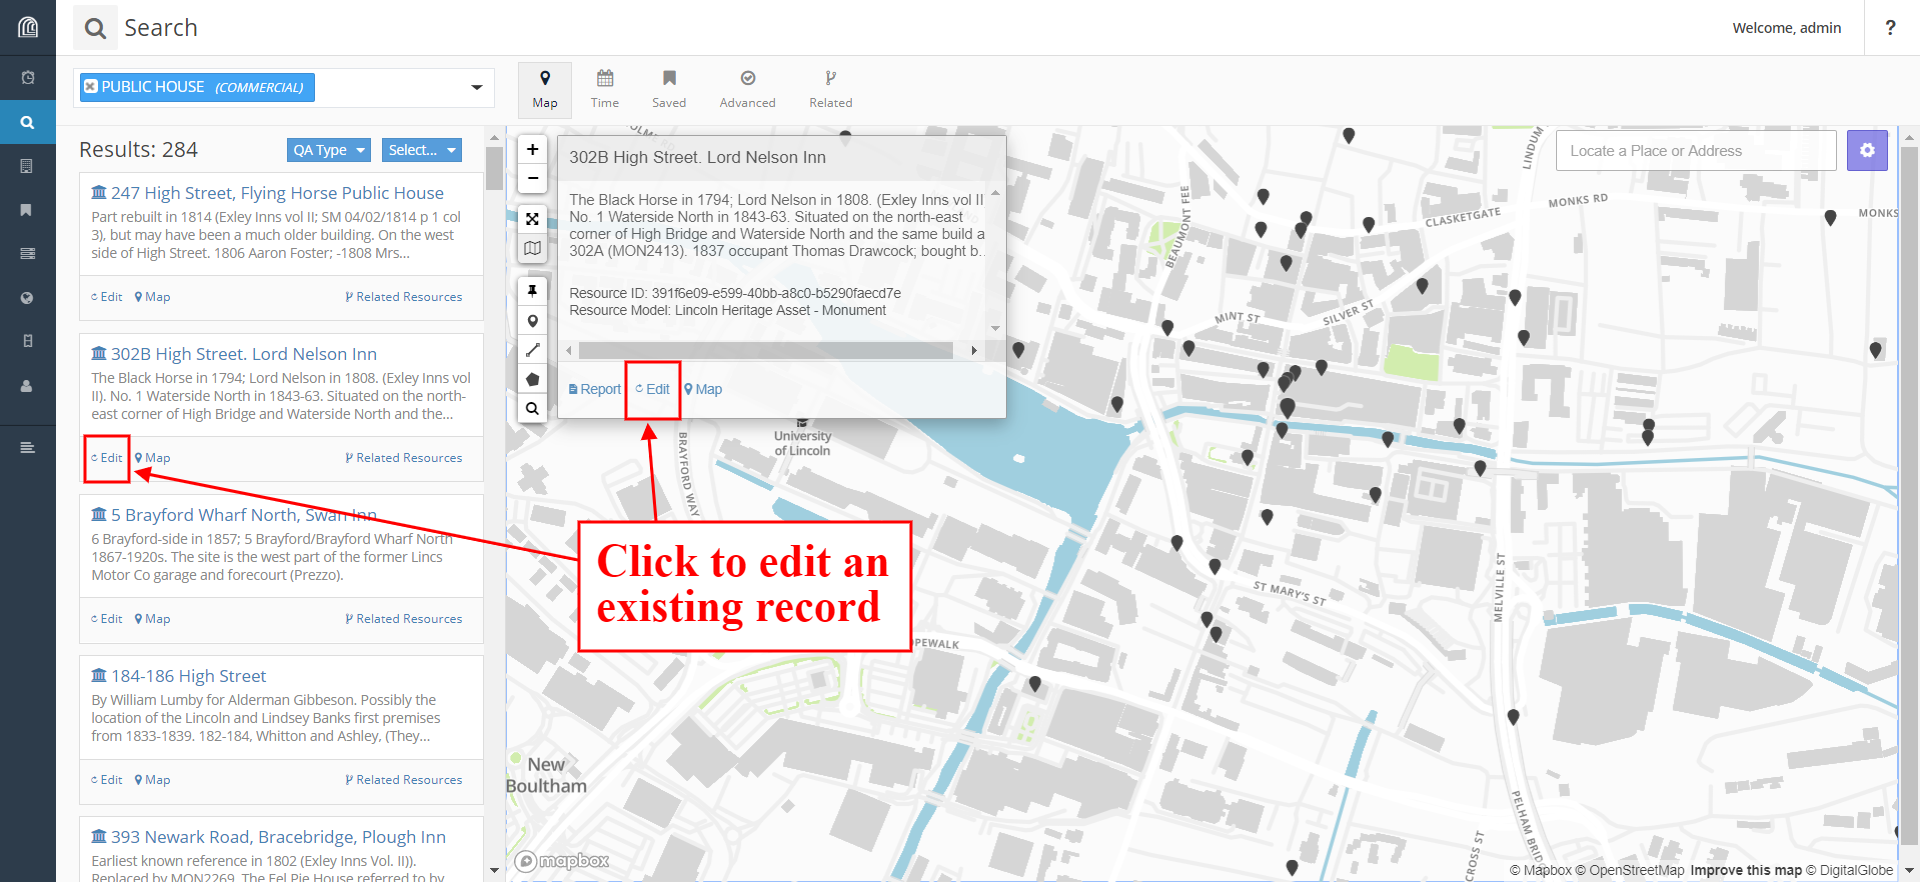 Search
Welcome, admin
?
PUBLIC HOUSE (COMMERCIAL)
Map
Time
Saved
Advanced
Related
Results: 284
QA Type
Select...
247 High Street, Flying Horse Public House
Part rebuilt in 1814 (Exley Inns vol II; SM 04/02/1814 p 1 col
3), but may have been a much older building. On the west
side of High Street. 1806 Aaron Foster; -1808 Mrs...
Edit Map Related Resources
302B High Street. Lord Nelson Inn
The Black Horse in 1794; Lord Nelson in 1808. (Exley Inns vol
II). No. 1 Waterside North in 1843-63. Situated on the north-
east corner of High Bridge and Waterside North and the...
Edit Map Related Resources
5 Brayford Wharf North, Swan Inn
6 Brayford-side in 1857; 5 Brayford/Brayford Wharf North
1867-1920s. The site is the west part of the former Lincs
Motor Co garage and forecourt (Prezzo).
Edit Map Related Resources
184-186 High Street
By William Lumby for Alderman Gibbeson. Possibly the
location of the Lincoln and Lindsey Banks first premises
from 1833-1839. 182-184, Whitton and Ashley, (They...
Edit Map Related Resources
393 Newark Road, Bracebridge, Plough Inn
Earliest known reference in 1802 (Exley Inns Vol. II)).
Replaced by MON2269. The Eel Pie House referred to by
302B High Street. Lord Nelson Inn
The Black Horse in 1794; Lord Nelson in 1808. (Exley Inns vol II
No. 1 Waterside North in 1843-63. Situated on the north-east
corner of High Bridge and Waterside North and the same build a
302A (MON2413). 1837 occupant Thomas Drawcock; bought b..
Resource ID: 391f6e09-e599-40bb-a8c0-b5290faecd7e
Resource Model: Lincoln Heritage Asset - Monument
Report Edit Map
Click to edit an
existing record
Locate a Place or Address
LINDUM
MONKS RD
MONKS
CLASKETGATE
BEAUMONT FEE
MINT ST
SILVER ST
University
of Lincoln
BRAYFORD WAY
ST MARY'S ST
MELVILLE ST
OPEWALK
New
Boultham
PELHAM BRID
CROSS ST
mapbox
© Mapbox © OpenStreetMap Improve this map © DigitalGlobe